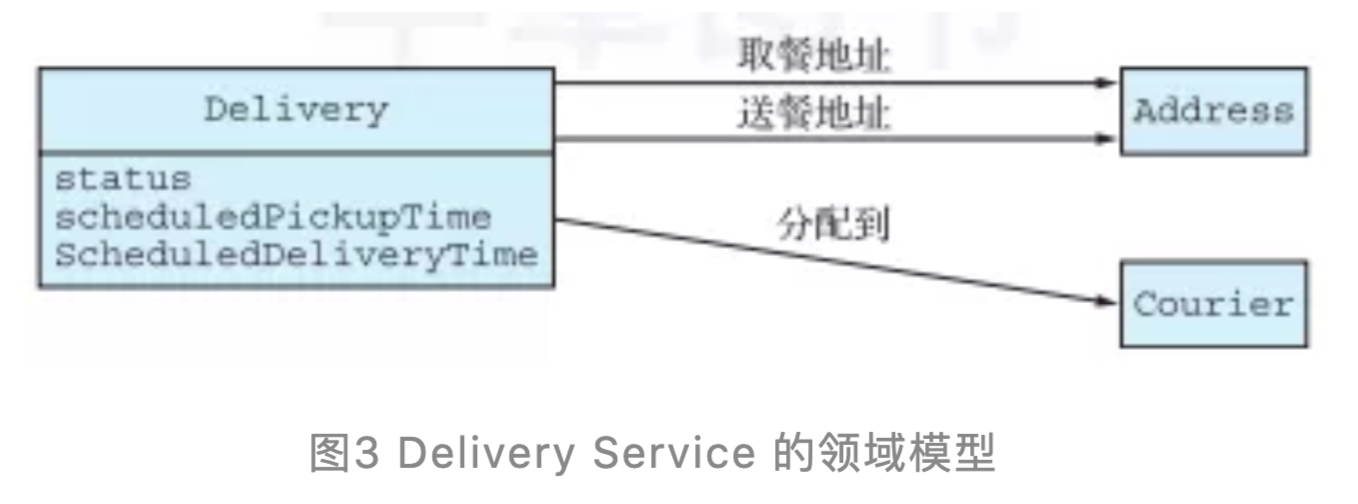 Delivery
status
scheduledPickupTime
ScheduledDeliveryTime
取餐地址
送餐地址
分配到
Address
Courier
图3 Delivery Service 的领域模型